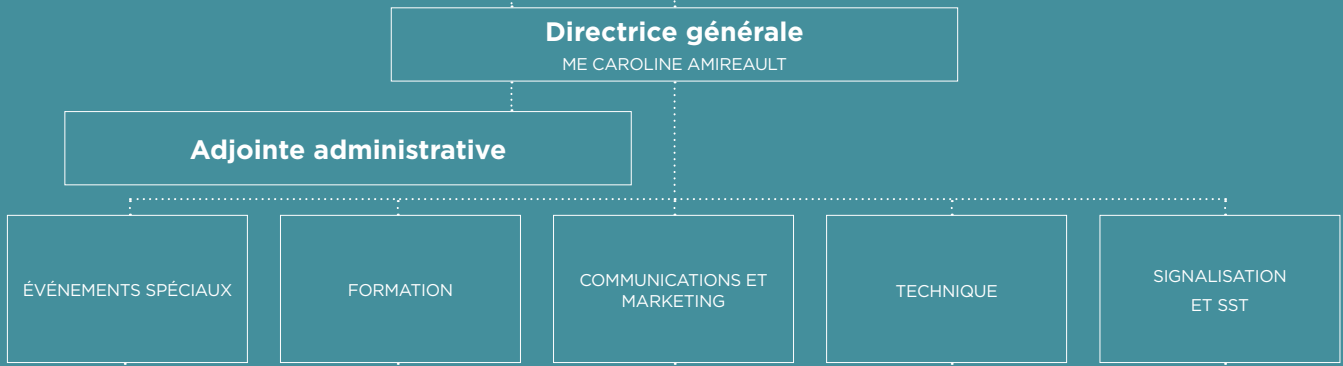 Directrice générale
ME CAROLINE AMIREAULT
Adjointe administrative
ÉVÉNEMENTS SPÉCIAUX
FORMATION
COMMUNICATIONS ET
MARKETING
TECHNIQUE
SIGNALISATION
ET SST